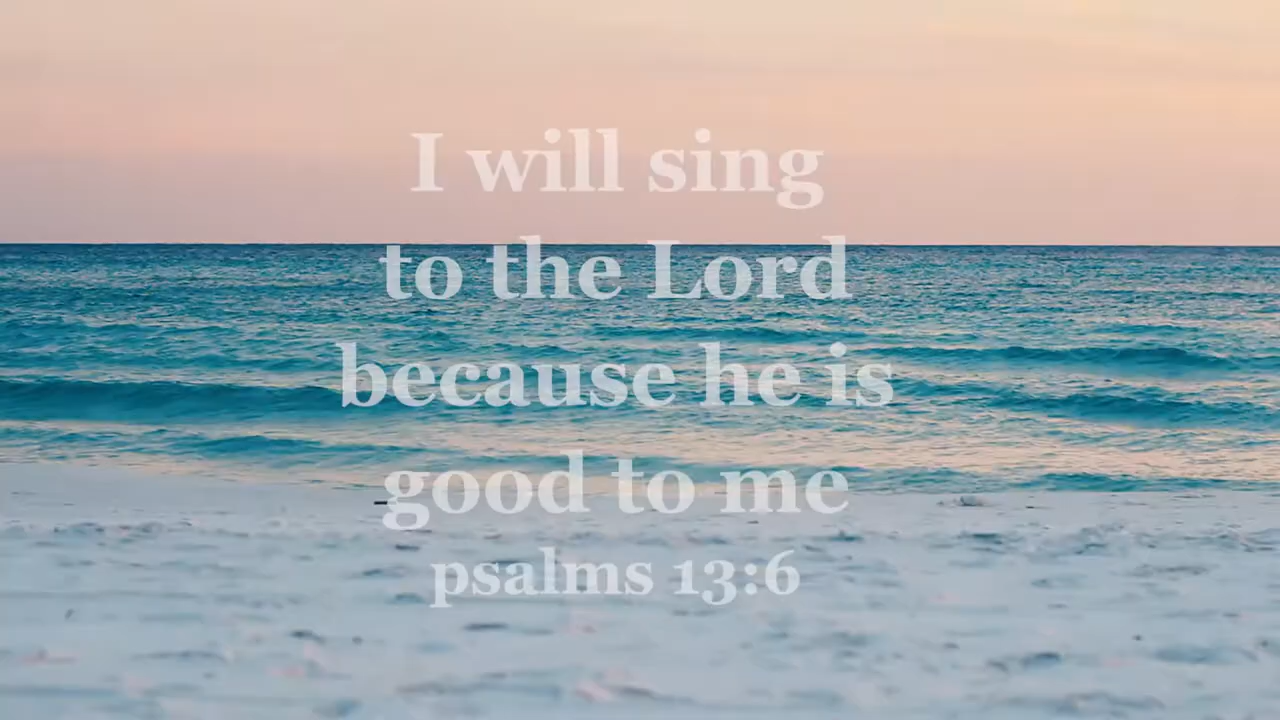 I will sing
to the Lord
because he is
good to me
psalms 13:6